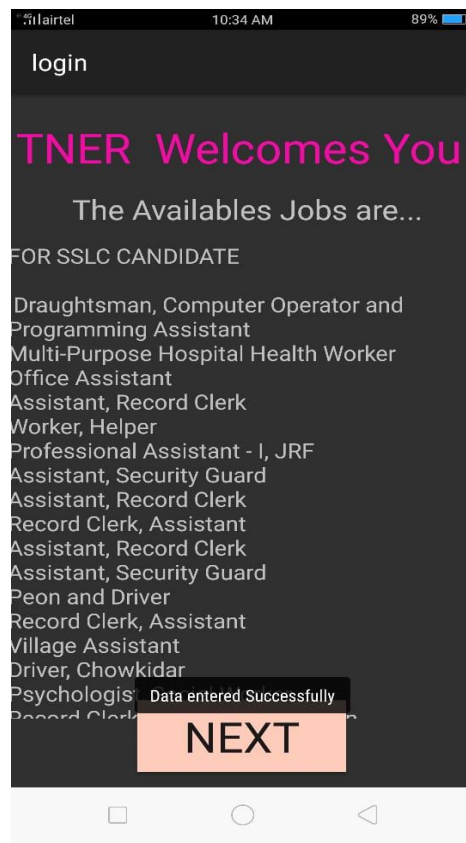 4G airtel 10:34 AM 89%
login
TNER Welcomes You
The Availables Jobs are...
FOR SSLC CANDIDATE
Draughtsman, Computer Operator and
Programming Assistant
Multi-Purpose Hospital Health Worker
Office Assistant
Assistant, Record Clerk
Worker, Helper
Professional Assistant - I, JRF
Assistant, Security Guard
Assistant, Record Clerk
Record Clerk, Assistant
Assistant, Record Clerk
Assistant, Security Guard
Peon and Driver
Record Clerk, Assistant
Village Assistant
Driver, Chowkidar
Psychologist
Data entered Successfully
Record Clerk
NEXT